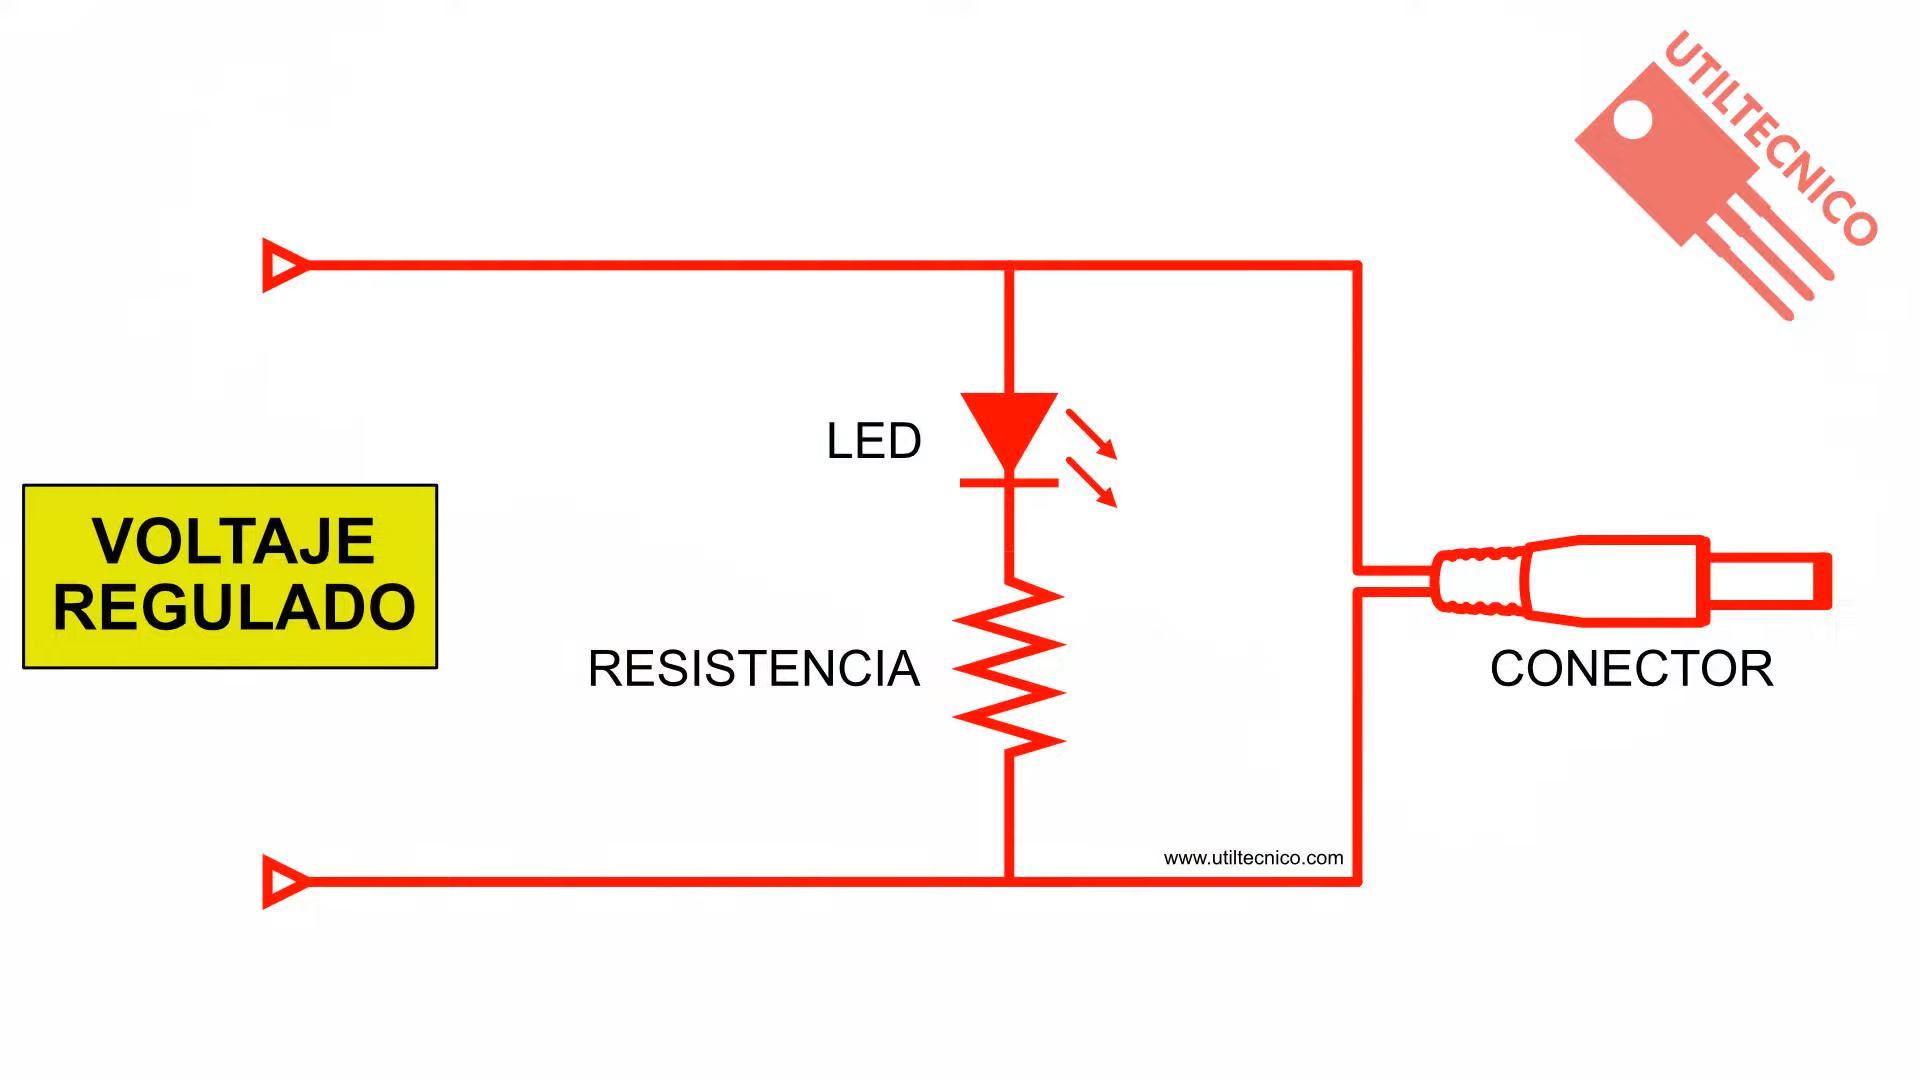 UTILTECNICO
LED
VOLTAJE
REGULADO
RESISTENCIA
CONECTOR
www.utiltecnico.com